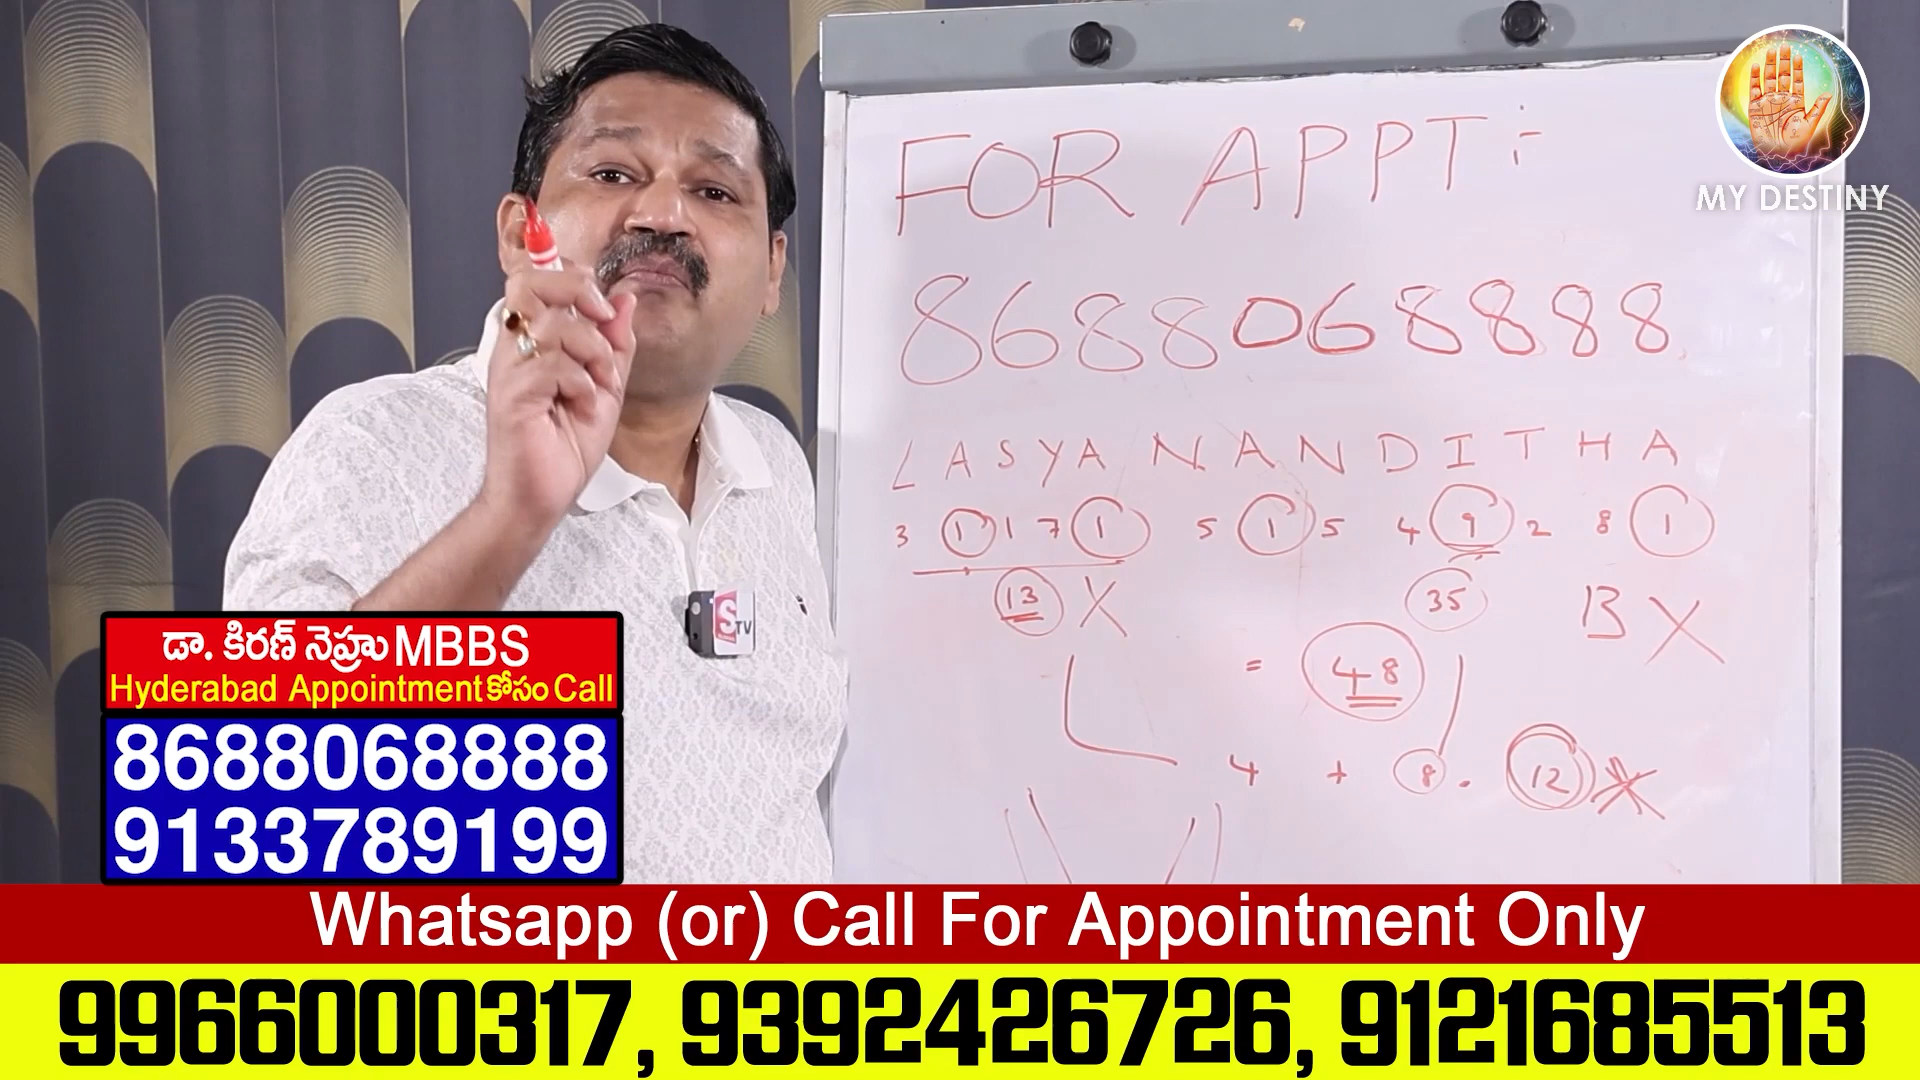 MY DESTINY
FOR APPT :-
8688068888
LASYA NANDITHA
3 1 1 7 1 5 1 5 4 9 2 8 1
13 X 35 B X
= 48
4 + 8 . 12 X
STV
డా. కిరణ్ నెహ్రు MBBS
Hyderabad Appointment కోసం Call
8688068888
9133789199
Whatsapp (or) Call For Appointment Only
9966000317, 9392426726, 9121685513